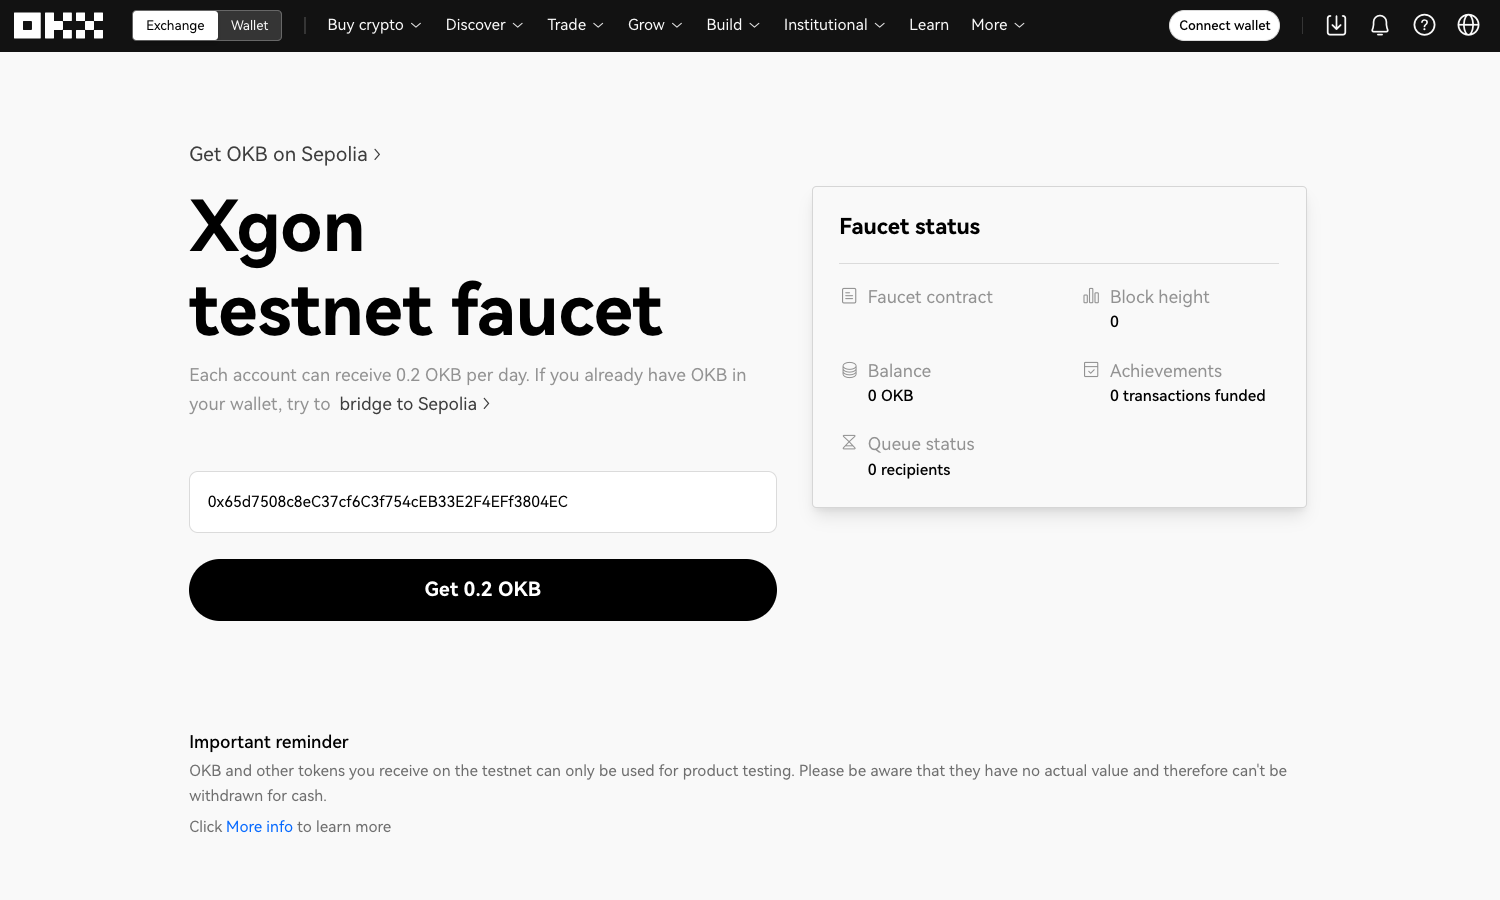 OKX
Exchange
Wallet
Buy crypto
Discover
Trade
Grow
Build
Institutional
Learn
More
Connect wallet
Get OKB on Sepolia
Xgon
testnet faucet
Each account can receive 0.2 OKB per day. If you already have OKB in
your wallet, try to bridge to Sepolia
0x65d7508c8eC37cf6C3f754cEB33E2F4EFf3804EC
Get 0.2 OKB
Faucet status
Faucet contract
Block height
0
Balance
0 OKB
Achievements
0 transactions funded
Queue status
0 recipients
Important reminder
OKB and other tokens you receive on the testnet can only be used for product testing. Please be aware that they have no actual value and therefore can't be
withdrawn for cash.
Click More info to learn more